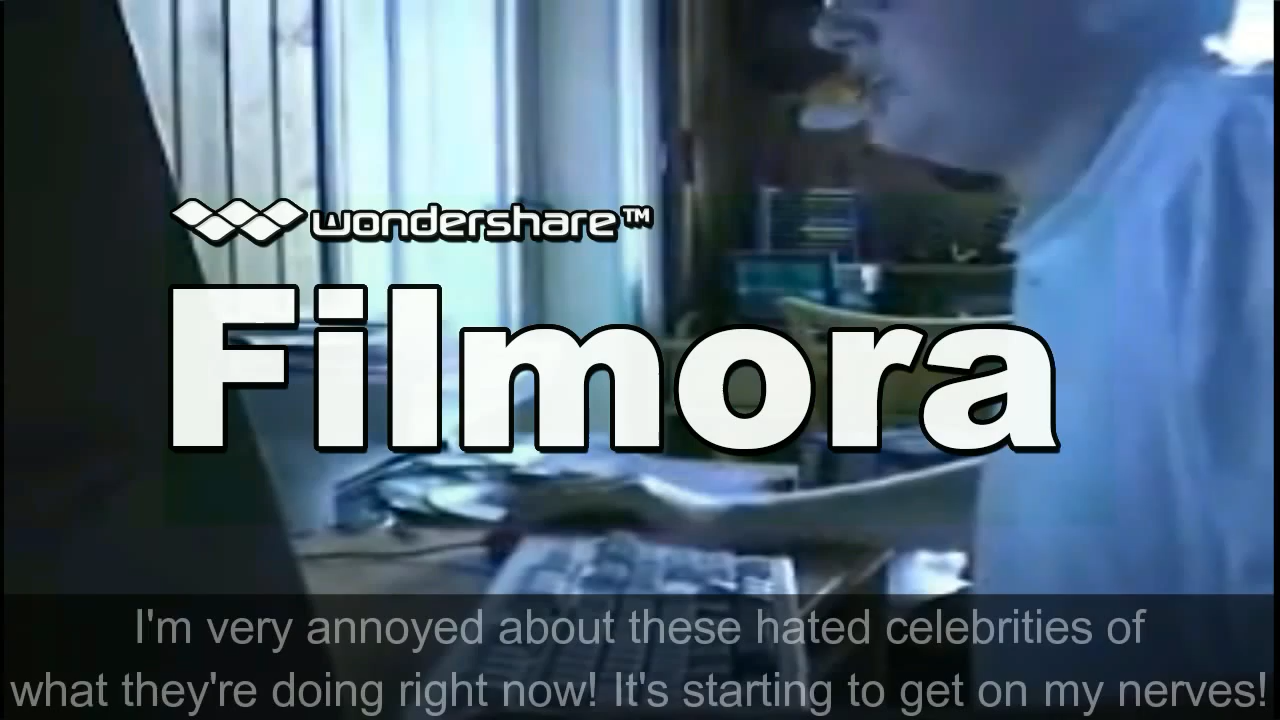 wondershare™
Filmora
I'm very annoyed about these hated celebrities of
what they're doing right now! It's starting to get on my nerves!